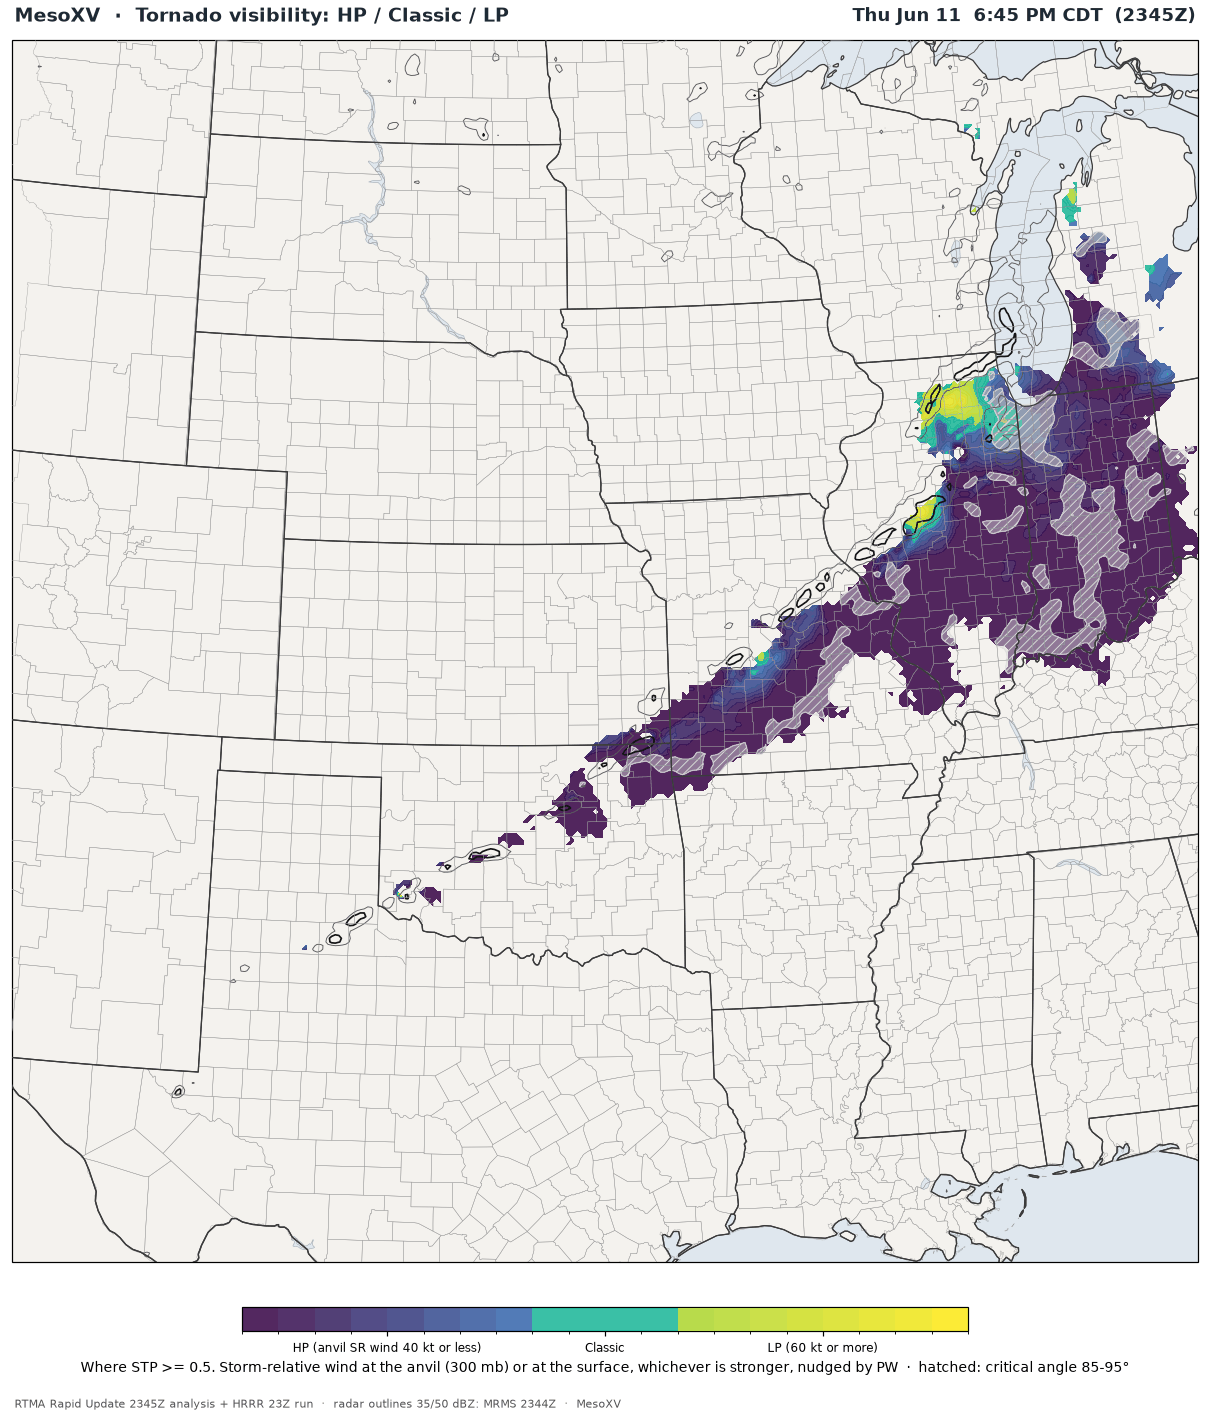 MesoXV · Tornado visibility: HP / Classic / LP
Thu Jun 11 6:45 PM CDT (2345Z)
HP (anvil SR wind 40 kt or less)
Classic
LP (60 kt or more)
Where STP >= 0.5. Storm-relative wind at the anvil (300 mb) or at the surface, whichever is stronger, nudged by PW · hatched: critical angle 85-95°
RTMA Rapid Update 2345Z analysis + HRRR 23Z run · radar outlines 35/50 dBZ: MRMS 2344Z · MesoXV